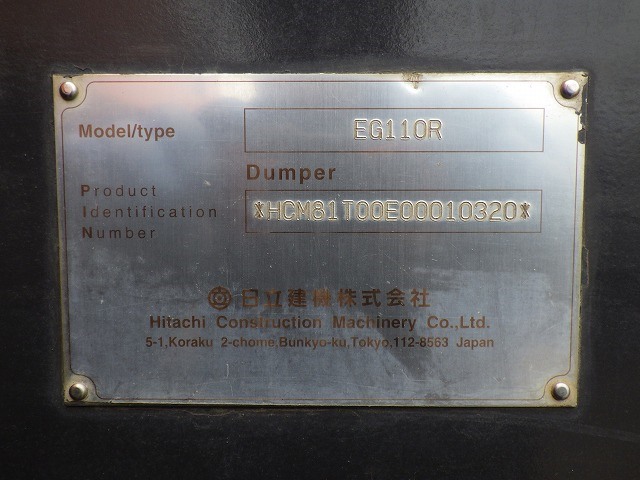 Model/type EG110R
Dumper
Product
Identification *HCM81T00E00010320*
Number
日立建機株式会社
Hitachi Construction Machinery Co.,Ltd.
5-1,Koraku 2-chome,Bunkyo-ku,Tokyo,112-8563 Japan